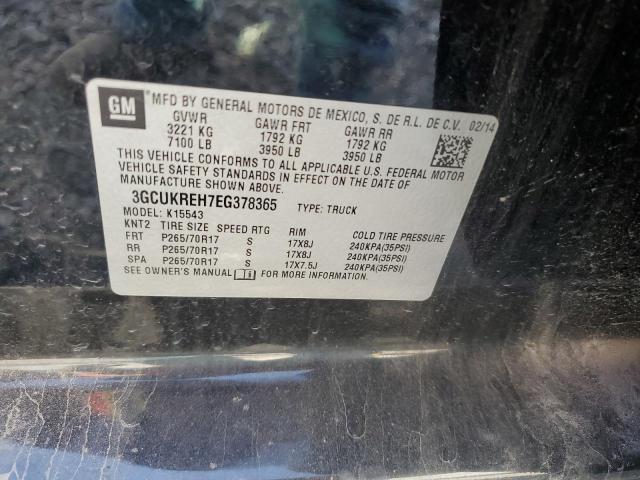 GM
MFD BY GENERAL MOTORS DE MEXICO, S. DE R.L. DE C.V. 02/14
GVWR GAWR FRT GAWR RR
3221 KG 1792 KG 1792 KG
7100 LB 3950 LB 3950 LB
THIS VEHICLE CONFORMS TO ALL APPLICABLE U.S. FEDERAL MOTOR
VEHICLE SAFETY STANDARDS IN EFFECT ON THE DATE OF
MANUFACTURE SHOWN ABOVE.
3GCUKREH7EG378365 TYPE: TRUCK
MODEL: K15543
KNT2 TIRE SIZE SPEED RTG RIM COLD TIRE PRESSURE
FRT P265/70R17 S 17X8J 240KPA(35PSI)
RR P265/70R17 S 17X8J 240KPA(35PSI)
SPA P265/70R17 S 17X7.5J 240KPA(35PSI)
SEE OWNER'S MANUAL FOR MORE INFORMATION.